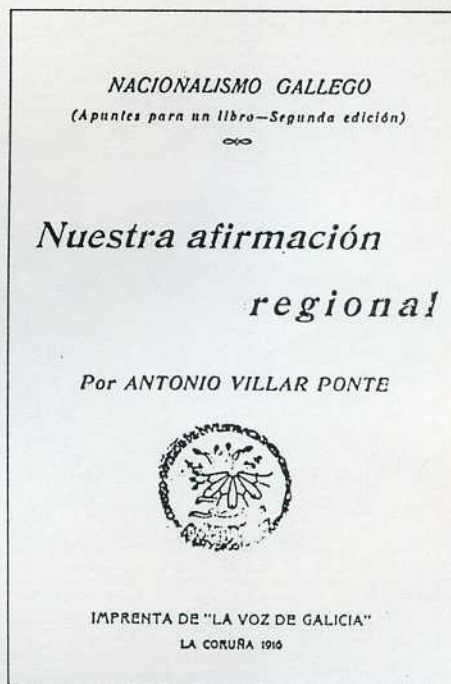 NACIONALISMO GALLEGO
(Apuntes para un libro—Segunda edición)
Nuestra afirmación
regional
Por ANTONIO VILLAR PONTE
IMPRENTA DE "LA VOZ DE GALICIA"
LA CORUÑA 1916